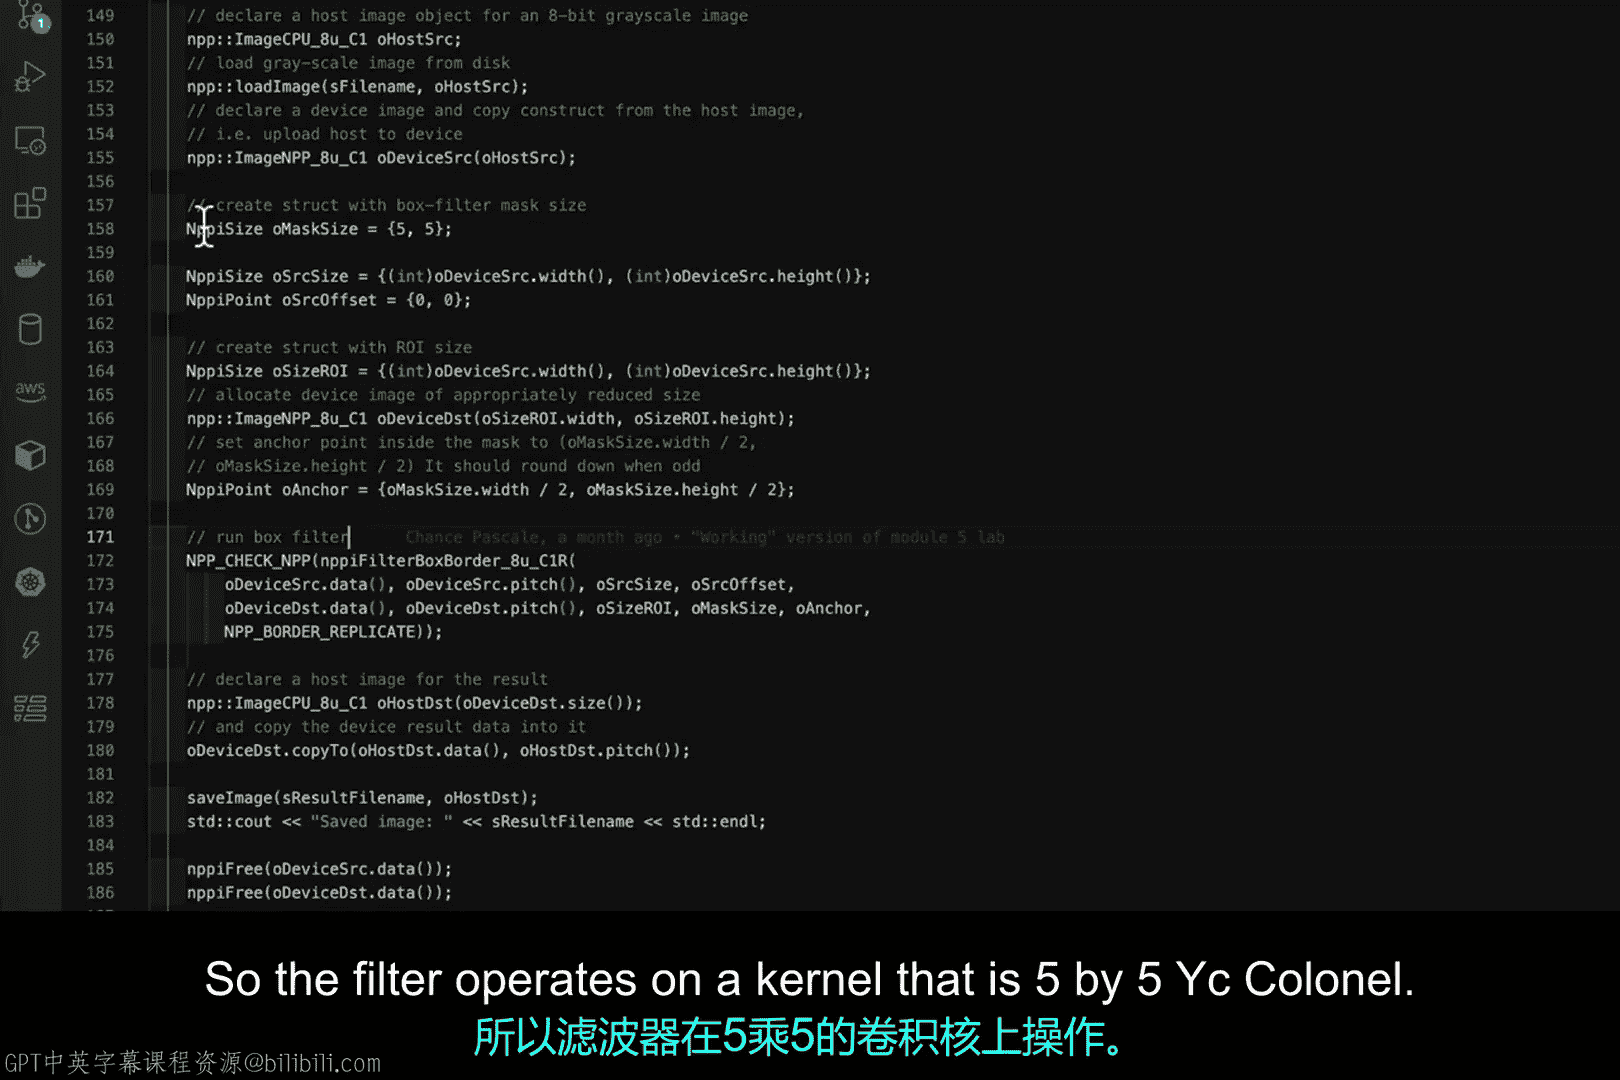 149 // declare a host image object for an 8-bit grayscale image
150 npp::ImageCPU_8u_C1 oHostSrc;
151 // load gray-scale image from disk
152 npp::loadImage(sFilename, oHostSrc);
153 // declare a device image and copy construct from the host image,
154 // i.e. upload host to device
155 npp::ImageNPP_8u_C1 oDeviceSrc(oHostSrc);
156
157 // create struct with box-filter mask size
158 NppiSize oMaskSize = {5, 5};
159
160 NppiSize oSrcSize = {(int)oDeviceSrc.width(), (int)oDeviceSrc.height()};
161 NppiPoint oSrcOffset = {0, 0};
162
163 // create struct with ROI size
164 NppiSize oSizeROI = {(int)oDeviceSrc.width(), (int)oDeviceSrc.height()};
165 // allocate device image of appropriately reduced size
166 npp::ImageNPP_8u_C1 oDeviceDst(oSizeROI.width, oSizeROI.height);
167 // set anchor point inside the mask to (oMaskSize.width / 2,
168 // oMaskSize.height / 2) It should round down when odd
169 NppiPoint oAnchor = {oMaskSize.width / 2, oMaskSize.height / 2};
170
171 // run box filter Chance Pascale, a month ago • "Working" version of module 5 lab
172 NPP_CHECK_NPP(nppiFilterBoxBorder_8u_C1R(
173 oDeviceSrc.data(), oDeviceSrc.pitch(), oSrcSize, oSrcOffset,
174 oDeviceDst.data(), oDeviceDst.pitch(), oSizeROI, oMaskSize, oAnchor,
175 NPP_BORDER_REPLICATE));
176
177 // declare a host image for the result
178 npp::ImageCPU_8u_C1 oHostDst(oDeviceDst.size());
179 // and copy the device result data into it
180 oDeviceDst.copyTo(oHostDst.data(), oHostDst.pitch());
181
182 saveImage(sResultFilename, oHostDst);
183 std::cout << "Saved image: " << sResultFilename << std::endl;
184
185 nppiFree(oDeviceSrc.data());
186 nppiFree(oDeviceDst.data());
1
aws
So the filter operates on a kernel that is 5 by 5 Yc Colonel.
所以滤波器在5乘5的卷积核上操作。
GPT中英字幕课程资源@bilibili.com